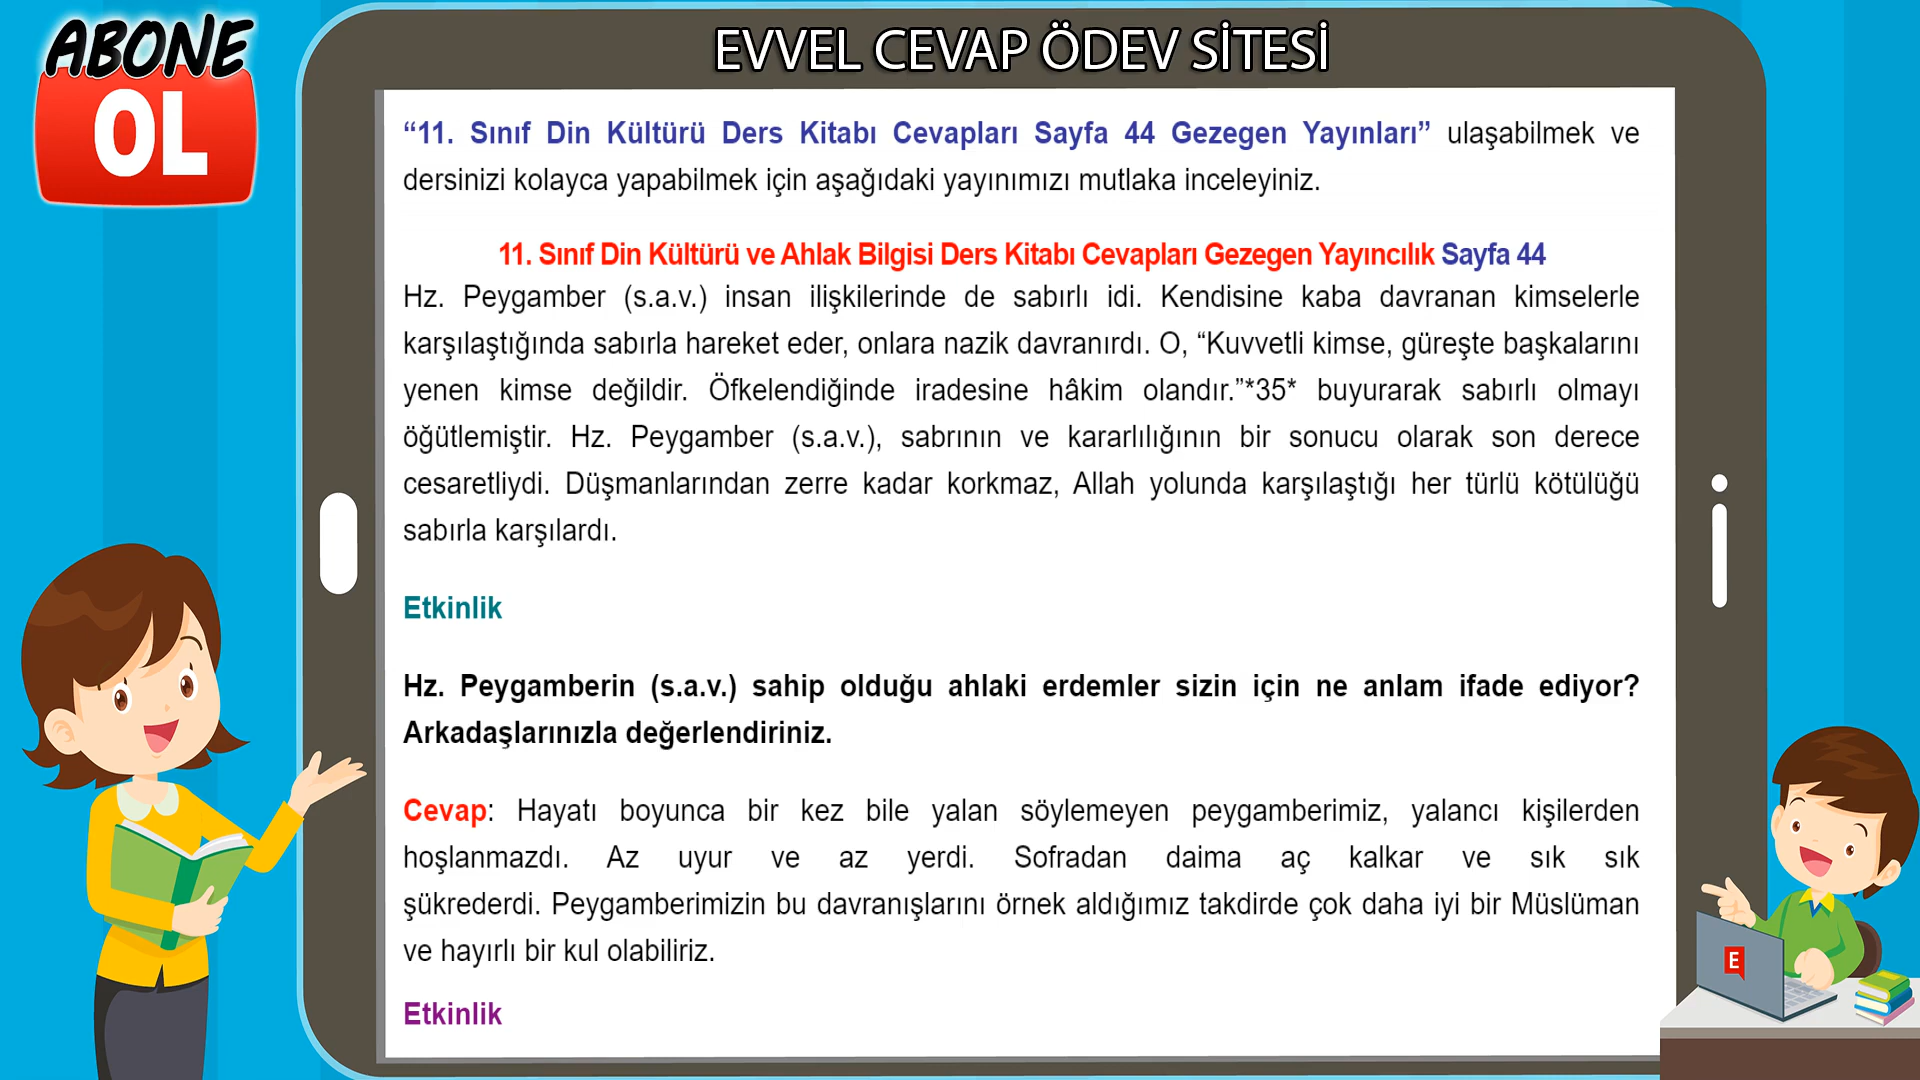 ABONE
OL
EVVEL CEVAP ÖDEV SİTESİ
“11. Sınıf Din Kültürü Ders Kitabı Cevapları Sayfa 44 Gezegen Yayınları” ulaşabilmek ve
dersinizi kolayca yapabilmek için aşağıdaki yayınımızı mutlaka inceleyiniz.
11. Sınıf Din Kültürü ve Ahlak Bilgisi Ders Kitabı Cevapları Gezegen Yayıncılık Sayfa 44
Hz. Peygamber (s.a.v.) insan ilişkilerinde de sabırlı idi. Kendisine kaba davranan kimselerle
karşılaştığında sabırla hareket eder, onlara nazik davranırdı. O, “Kuvvetli kimse, güreşte başkalarını
yenen kimse değildir. Öfkelendiğinde iradesine hâkim olandır.”*35* buyurarak sabırlı olmayı
öğütlemiştir. Hz. Peygamber (s.a.v.), sabrının ve kararlılığının bir sonucu olarak son derece
cesaretliydi. Düşmanlarından zerre kadar korkmaz, Allah yolunda karşılaştığı her türlü kötülüğü
sabırla karşılardı.
Etkinlik
Hz. Peygamberin (s.a.v.) sahip olduğu ahlaki erdemler sizin için ne anlam ifade ediyor?
Arkadaşlarınızla değerlendiriniz.
Cevap: Hayatı boyunca bir kez bile yalan söylemeyen peygamberimiz, yalancı kişilerden
hoşlanmazdı. Az uyur ve az yerdi. Sofradan daima aç kalkar ve sık sık
şükrederdi. Peygamberimizin bu davranışlarını örnek aldığımız takdirde çok daha iyi bir Müslüman
ve hayırlı bir kul olabiliriz.
Etkinlik
E